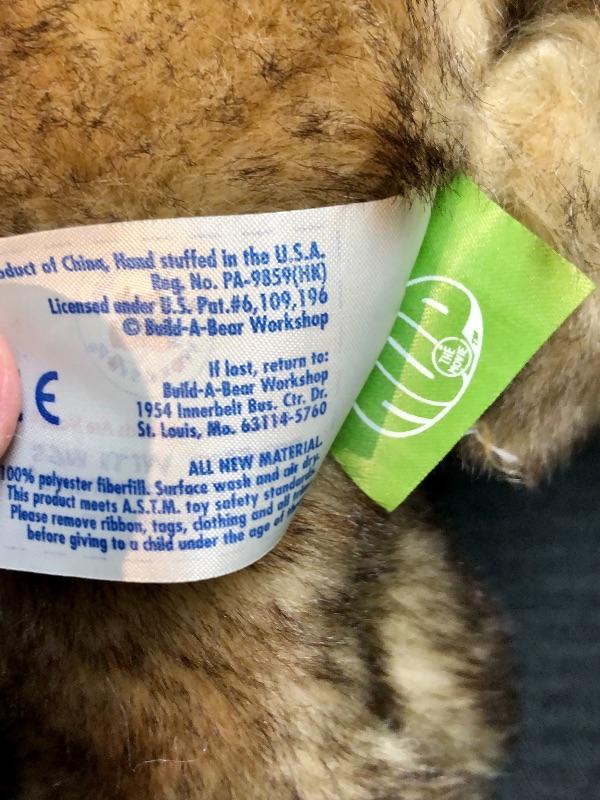 oduct of China, Hand stuffed in the U.S.A.
Reg. No. PA-9859(HK)
Licensed under U.S. Pat.#6,109,196
© Build-A-Bear Workshop
If lost, return to:
Build-A-Bear Workshop
1954 Innerbelt Bus. Ctr. Dr.
St. Louis, Mo. 63114-5760
CE
ALL NEW MATERIAL.
100% polyester fiberfill. Surface wash and air dry.
This product meets A.S.T.M. toy safety standards.
Please remove ribbon, tags, clothing and all
before giving to a child under the age of
THE
MOVIE
TM